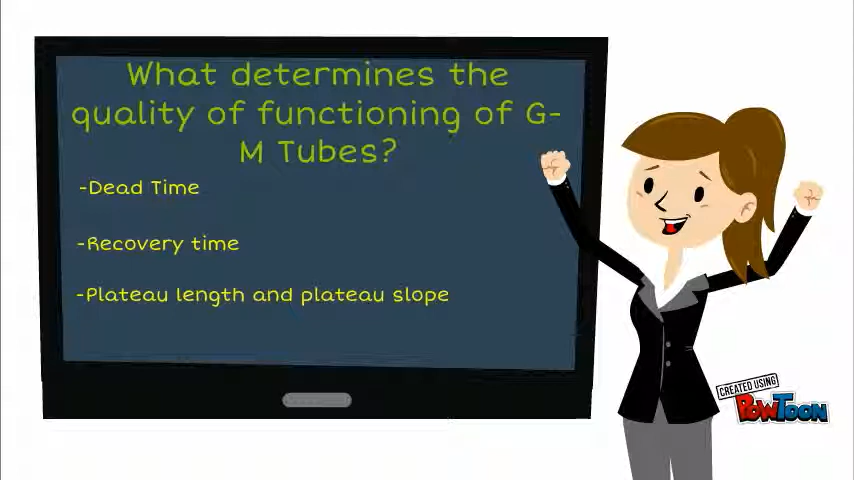 What determines the
quality of functioning of G-
M Tubes?
-Dead Time
-Recovery time
-Plateau length and plateau slope
CREATED USING
PowToon